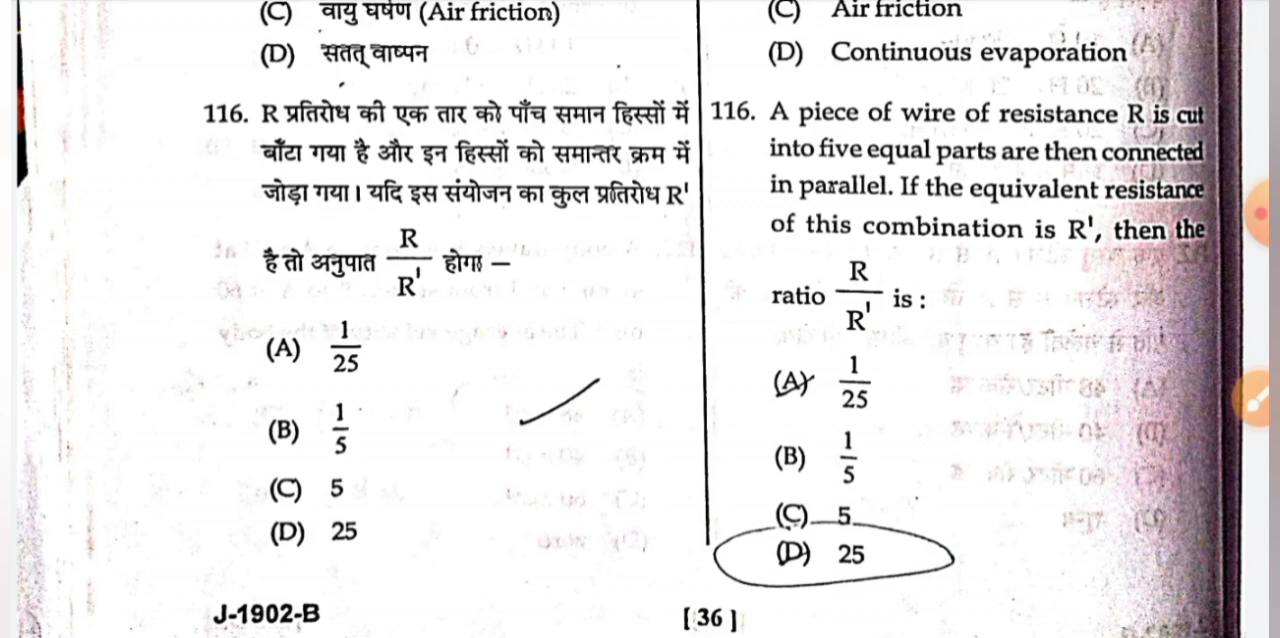 (C) वायु घर्षण (Air friction)
(D) सतत् वाष्पन
116. R प्रतिरोध की एक तार को पाँच समान हिस्सों में
बाँटा गया है और इन हिस्सों को समान्तर क्रम में
जोड़ा गया। यदि इस संयोजन का कुल प्रतिरोध R'
है तो अनुपात R/R' होगा –
(A) 1/25
(B) 1/5
(C) 5
(D) 25
J-1902-B
(C) Air friction
(D) Continuous evaporation
116. A piece of wire of resistance R is cut
into five equal parts are then connected
in parallel. If the equivalent resistance
of this combination is R', then the
ratio R/R' is :
(A) 1/25
(B) 1/5
(C) 5
(D) 25
[ 36 ]